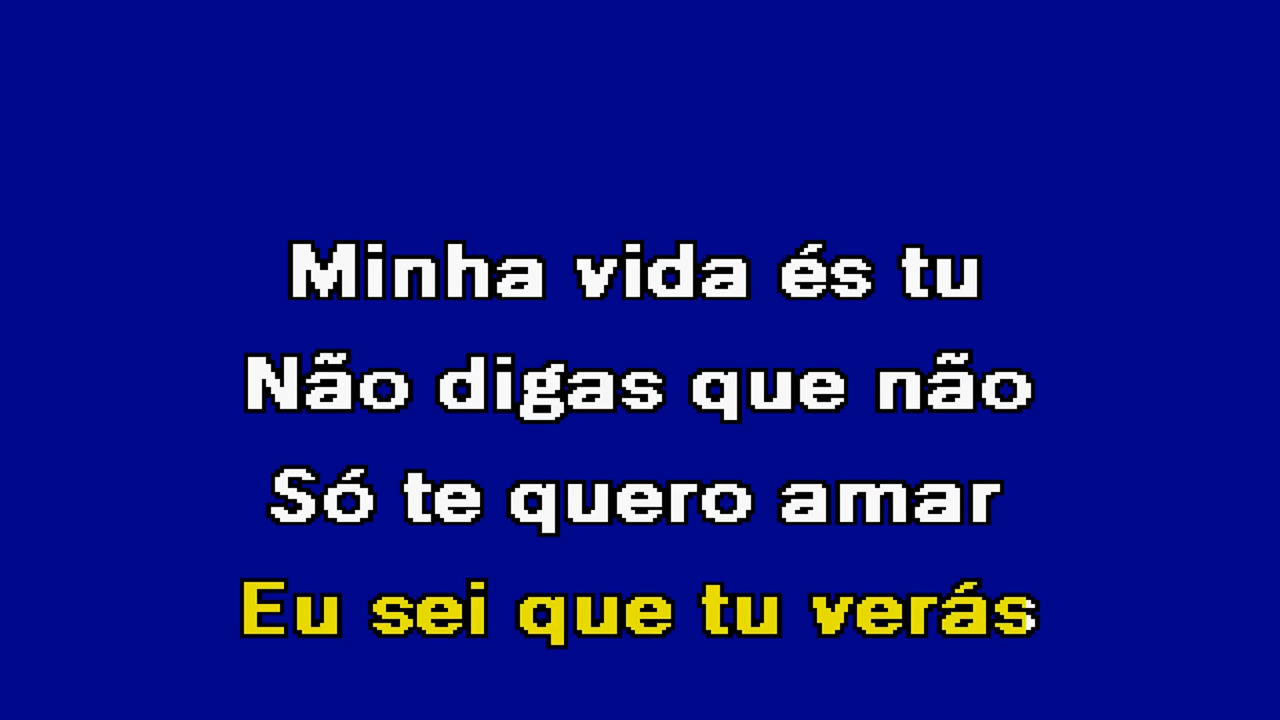 Minha vida és tu
Não digas que não
Só te quero amar
Eu sei que tu verás